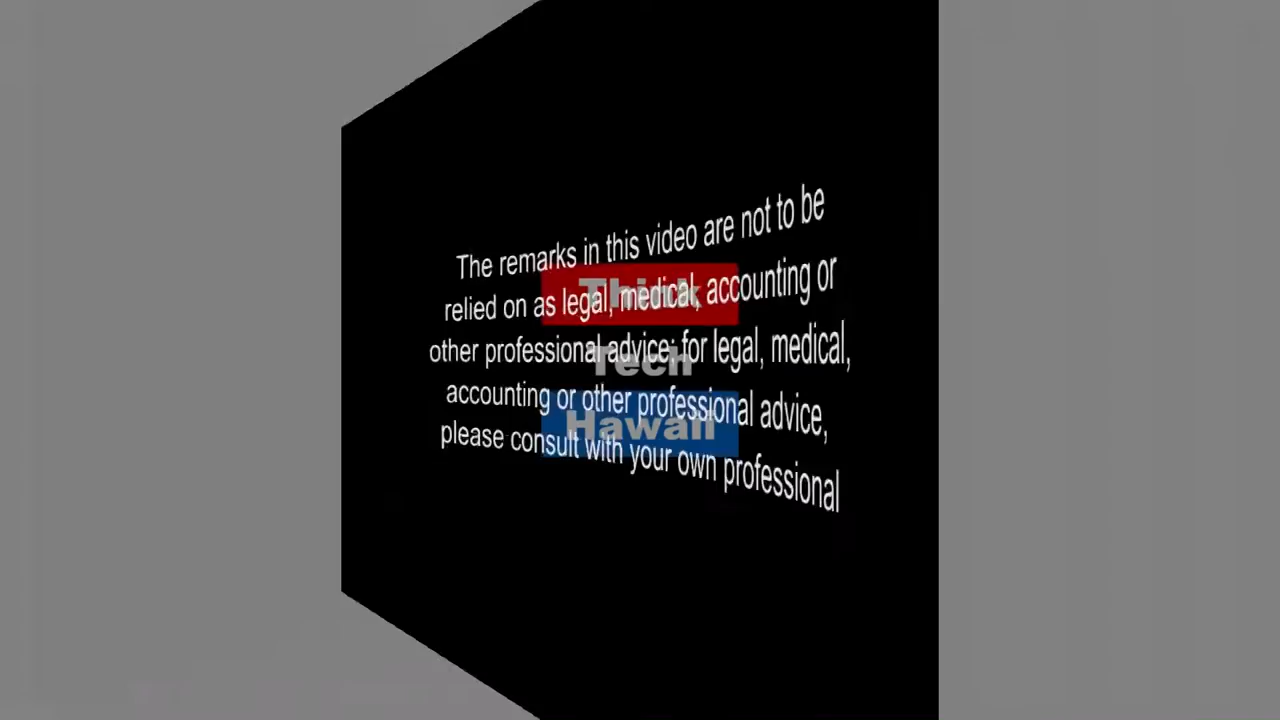 The remarks in this video are not to be
relied on as legal, medical, accounting or
other professional advice; for legal, medical,
accounting or other professional advice,
please consult with your own professional
Think
Tech
Hawaii